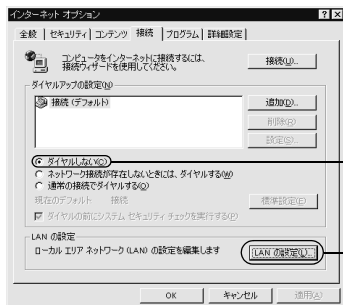 インターネット オプション
全般 セキュリティ コンテンツ 接続 プログラム 詳細設定
コンピュータをインターネットに接続するには、
接続ウィザードを使用してください。
接続(U)...
ダイヤルアップの設定(N)
接続 (デフォルト)
追加(D)...
削除(R)
設定(S)...
ダイヤルしない(C)
ネットワーク接続が存在しないときには、ダイヤルする(W)
通常の接続でダイヤルする(O)
現在のデフォルト 接続
標準設定(E)
ダイヤルの前にシステム セキュリティ チェックを実行する(P)
LAN の設定
ローカル エリア ネットワーク (LAN) の設定を編集します
LAN の設定(L)...
OK キャンセル 適用(A)